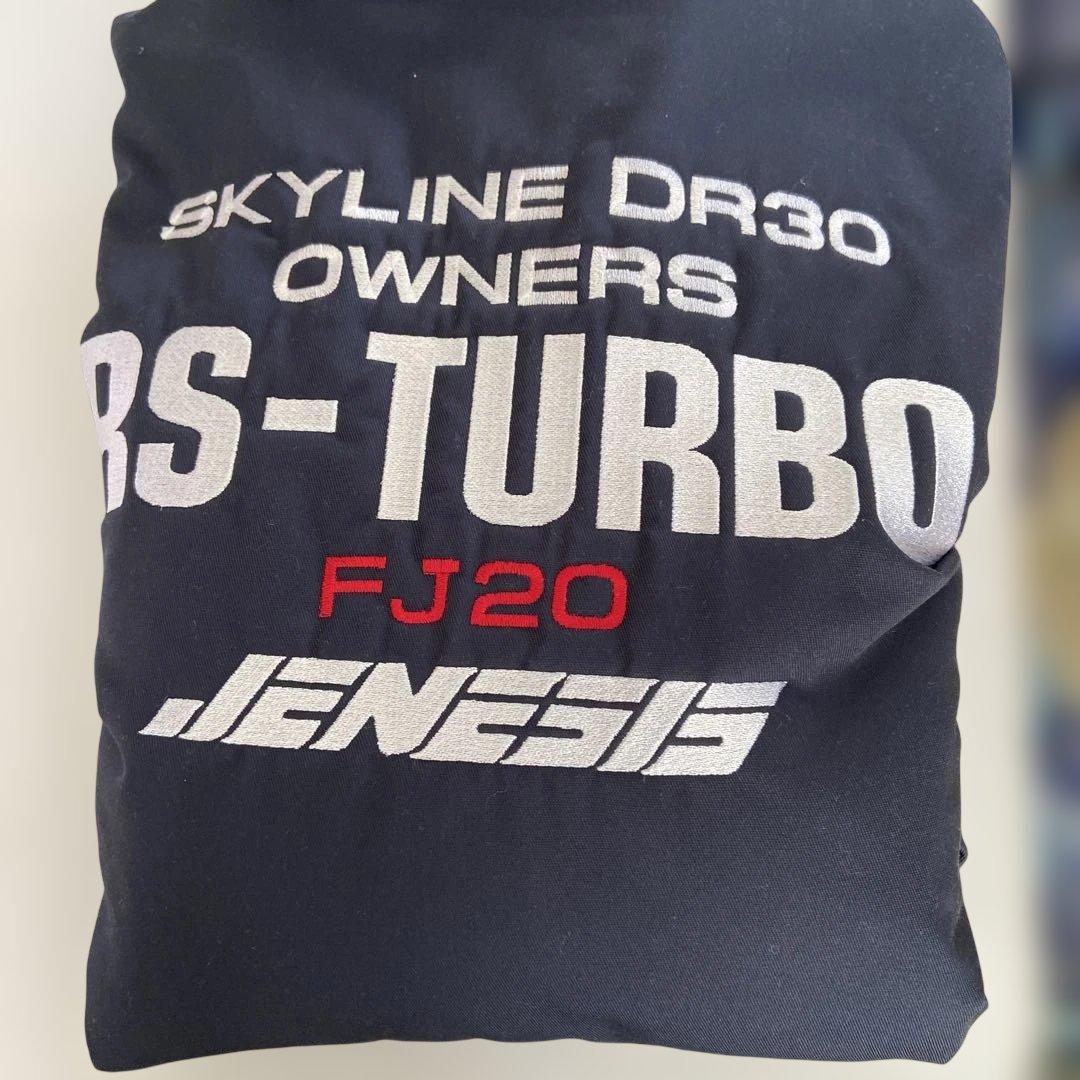 SKYLINE DR30
OWNERS
RS-TURBO
FJ20
JENESIS